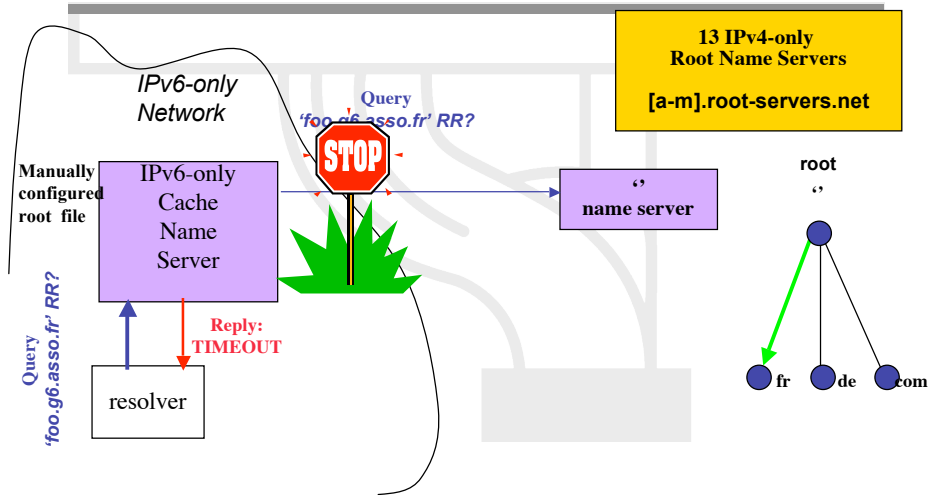 13 IPv4-only
Root Name Servers
[a-m].root-servers.net
IPv6-only
Network
Query
‘foo.g6.asso.fr’ RR?
STOP
Manually
configured
root file
IPv6-only
Cache
Name
Server
‘’
name server
root
‘’
Query
‘foo.g6.asso.fr’ RR?
Reply:
TIMEOUT
resolver
fr
de
com